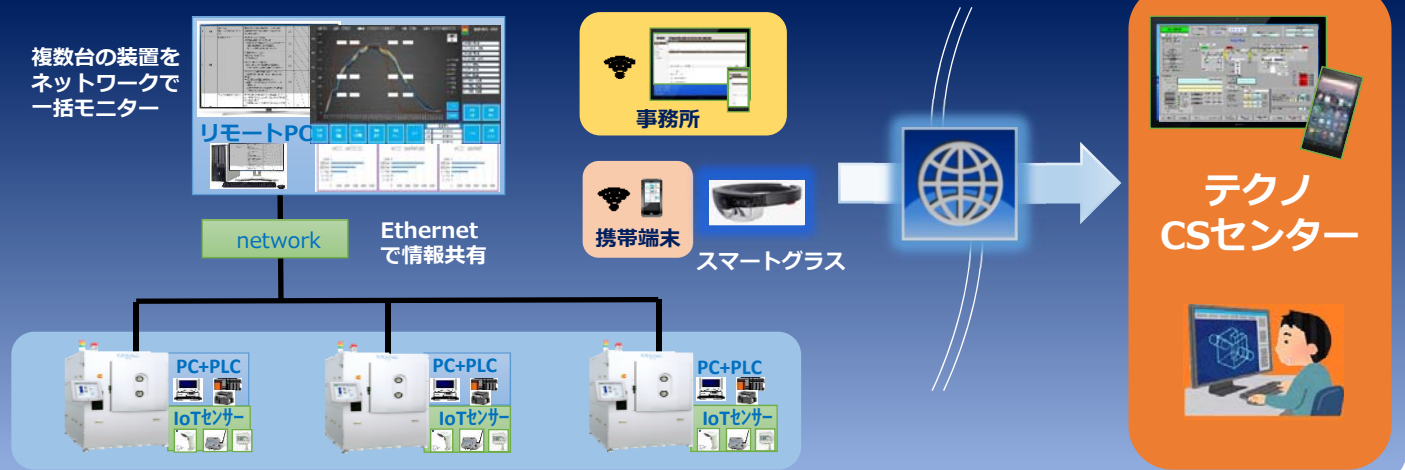 複数台の装置を
ネットワークで
一括モニター
リモートPC
network
Ethernet
で情報共有
事務所
携帯端末
スマートグラス
テクノ
CSセンター
PC+PLC
IoTセンサー
PC+PLC
IoTセンサー
PC+PLC
IoTセンサー